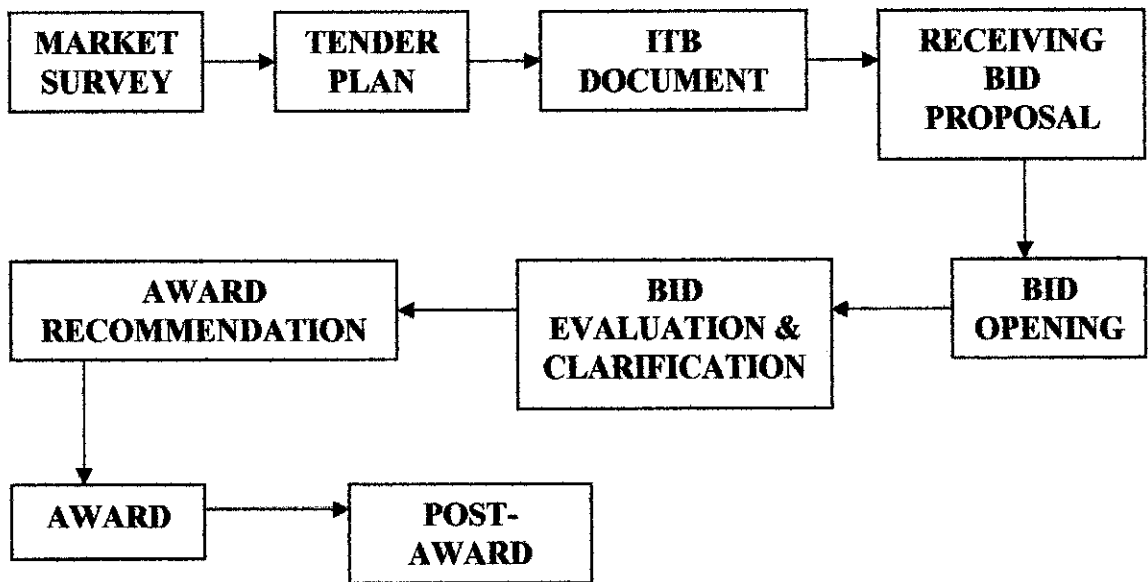 MARKET
SURVEY
TENDER
PLAN
ITB
DOCUMENT
RECEIVING
BID
PROPOSAL
BID
OPENING
BID
EVALUATION &
CLARIFICATION
AWARD
RECOMMENDATION
AWARD
POST-
AWARD